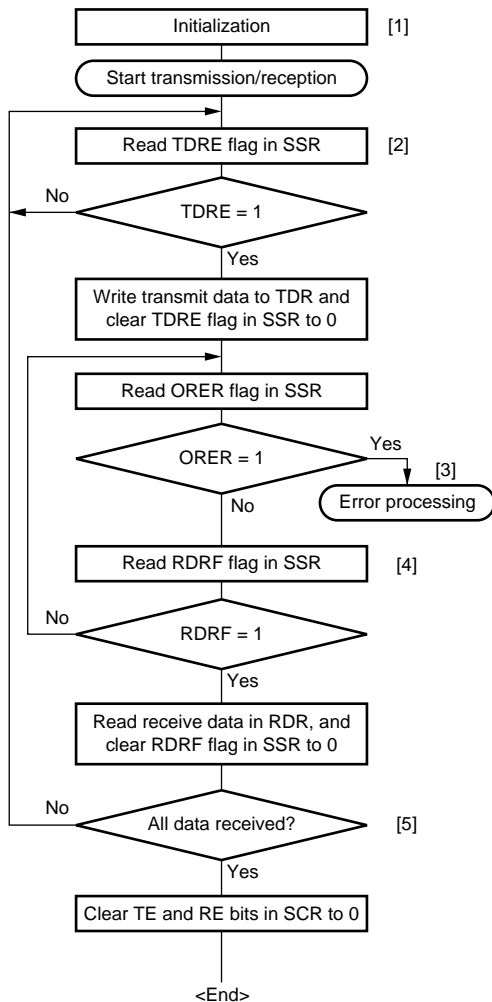 Initialization
[1]
Start transmission/reception
Read TDRE flag in SSR
[2]
No
TDRE = 1
Yes
Write transmit data to TDR and
clear TDRE flag in SSR to 0
Read ORER flag in SSR
ORER = 1
Yes
[3]
Error processing
No
Read RDRF flag in SSR
[4]
No
RDRF = 1
Yes
Read receive data in RDR, and
clear RDRF flag in SSR to 0
No
All data received?
[5]
Yes
Clear TE and RE bits in SCR to 0
<End>